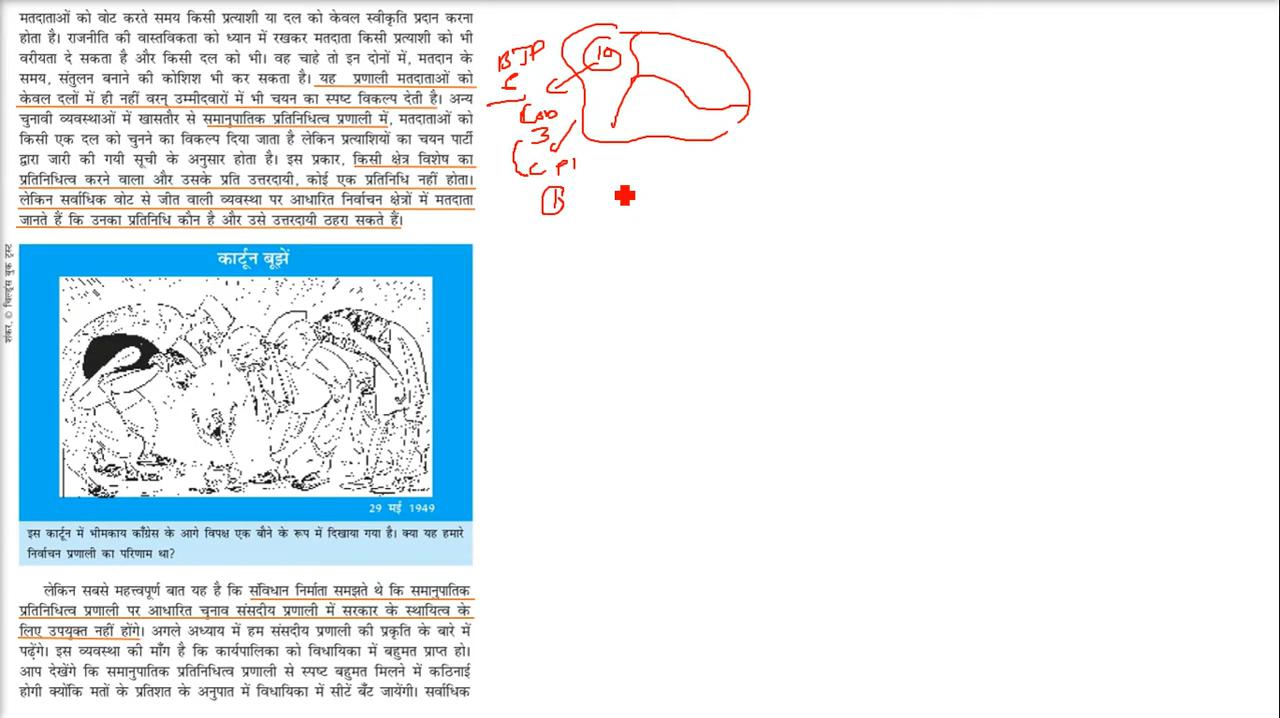 मतदाताओं को वोट करते समय किसी प्रत्याशी या दल को केवल स्वीकृति प्रदान करना
होता है। राजनीति की वास्तविकता को ध्यान में रखकर मतदाता किसी प्रत्याशी को भी
वरीयता दे सकता है और किसी दल को भी। वह चाहे तो इन दोनों में, मतदान के
समय, संतुलन बनाने की कोशिश भी कर सकता है। यह प्रणाली मतदाताओं को
केवल दलों में ही नहीं वरन् उम्मीदवारों में भी चयन का स्पष्ट विकल्प देती है। अन्य
चुनावी व्यवस्थाओं में खासतौर से समानुपातिक प्रतिनिधित्व प्रणाली में, मतदाताओं को
किसी एक दल को चुनने का विकल्प दिया जाता है लेकिन प्रत्याशियों का चयन पार्टी
द्वारा जारी की गयी सूची के अनुसार होता है। इस प्रकार, किसी क्षेत्र विशेष का
प्रतिनिधित्व करने वाला और उसके प्रति उत्तरदायी, कोई एक प्रतिनिधि नहीं होता।
लेकिन सर्वाधिक वोट से जीत वाली व्यवस्था पर आधारित निर्वाचन क्षेत्रों में मतदाता
जानते हैं कि उनका प्रतिनिधि कौन है और उसे उत्तरदायी ठहरा सकते हैं।
शंकर, © चिल्ड्रंस बुक ट्रस्ट
कार्टून बूझें
29 मई 1949
इस कार्टून में भीमकाय काँग्रेस के आगे विपक्ष एक बौने के रूप में दिखाया गया है। क्या यह हमारे
निर्वाचन प्रणाली का परिणाम था?
लेकिन सबसे महत्त्वपूर्ण बात यह है कि संविधान निर्माता समझते थे कि समानुपातिक
प्रतिनिधित्व प्रणाली पर आधारित चुनाव संसदीय प्रणाली में सरकार के स्थायित्व के
लिए उपयुक्त नहीं होंगे। अगले अध्याय में हम संसदीय प्रणाली की प्रकृति के बारे में
पढ़ेंगे। इस व्यवस्था की माँग है कि कार्यपालिका को विधायिका में बहुमत प्राप्त हो।
आप देखेंगे कि समानुपातिक प्रतिनिधित्व प्रणाली से स्पष्ट बहुमत मिलने में कठिनाई
होगी क्योंकि मतों के प्रतिशत के अनुपात में विधायिका में सीटें बँट जायेंगी। सर्वाधिक
BJP
10
3
CPI